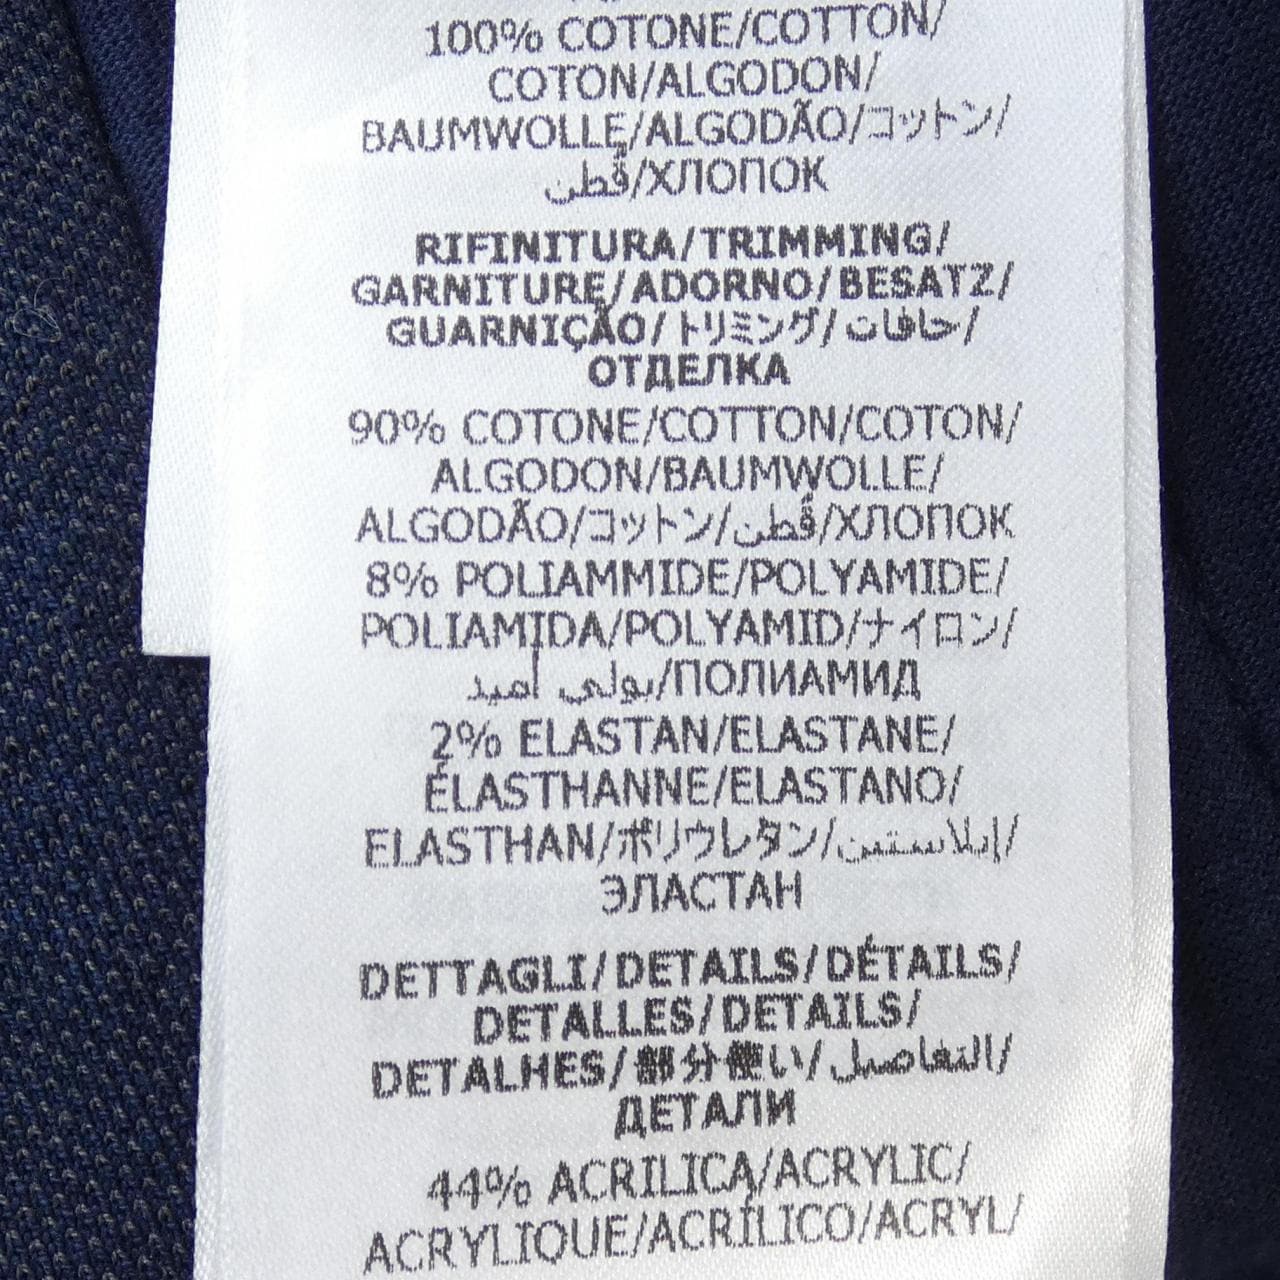 100% COTONE/COTTON/
COTON/ALGODON/
BAUMWOLLE/ALGODÃO/コットン/
قُطن/ХЛОПОК
RIFINITURA/TRIMMING/
GARNITURE/ADORNO/BESATZ/
GUARNIÇÃO/トリミング/حافات/
ОТДЕЛКА
90% COTONE/COTTON/COTON/
ALGODON/BAUMWOLLE/
ALGODÃO/コットン/قُطن/ХЛОПОК
8% POLIAMMIDE/POLYAMIDE/
POLIAMIDA/POLYAMID/ナイロン/
بولي أميد/ПОЛИАМИД
2% ELASTAN/ELASTANE/
ÉLASTHANNE/ELASTANO/
ELASTHAN/ポリウレタン/إيلاستين/
ЭЛАСТАН
DETTAGLI/DETAILS/DÉTAILS/
DETALLES/DETAILS/
DETALHES/部分使い/التفاصيل/
ДЕТАЛИ
44% ACRILICA/ACRYLIC/
ACRYLIQUE/ACRÍLICO/ACRYL/